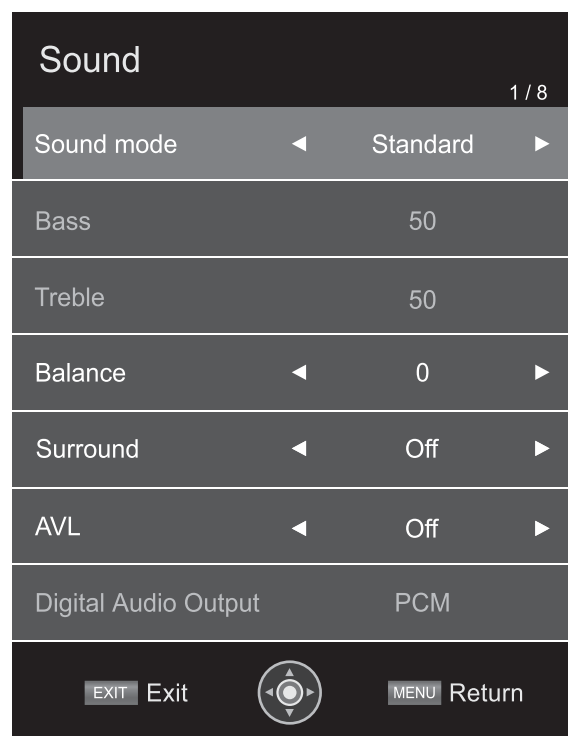 Sound
1 / 8
Sound mode Standard
Bass 50
Treble 50
Balance 0
Surround Off
AVL Off
Digital Audio Output PCM
EXIT Exit MENU Return